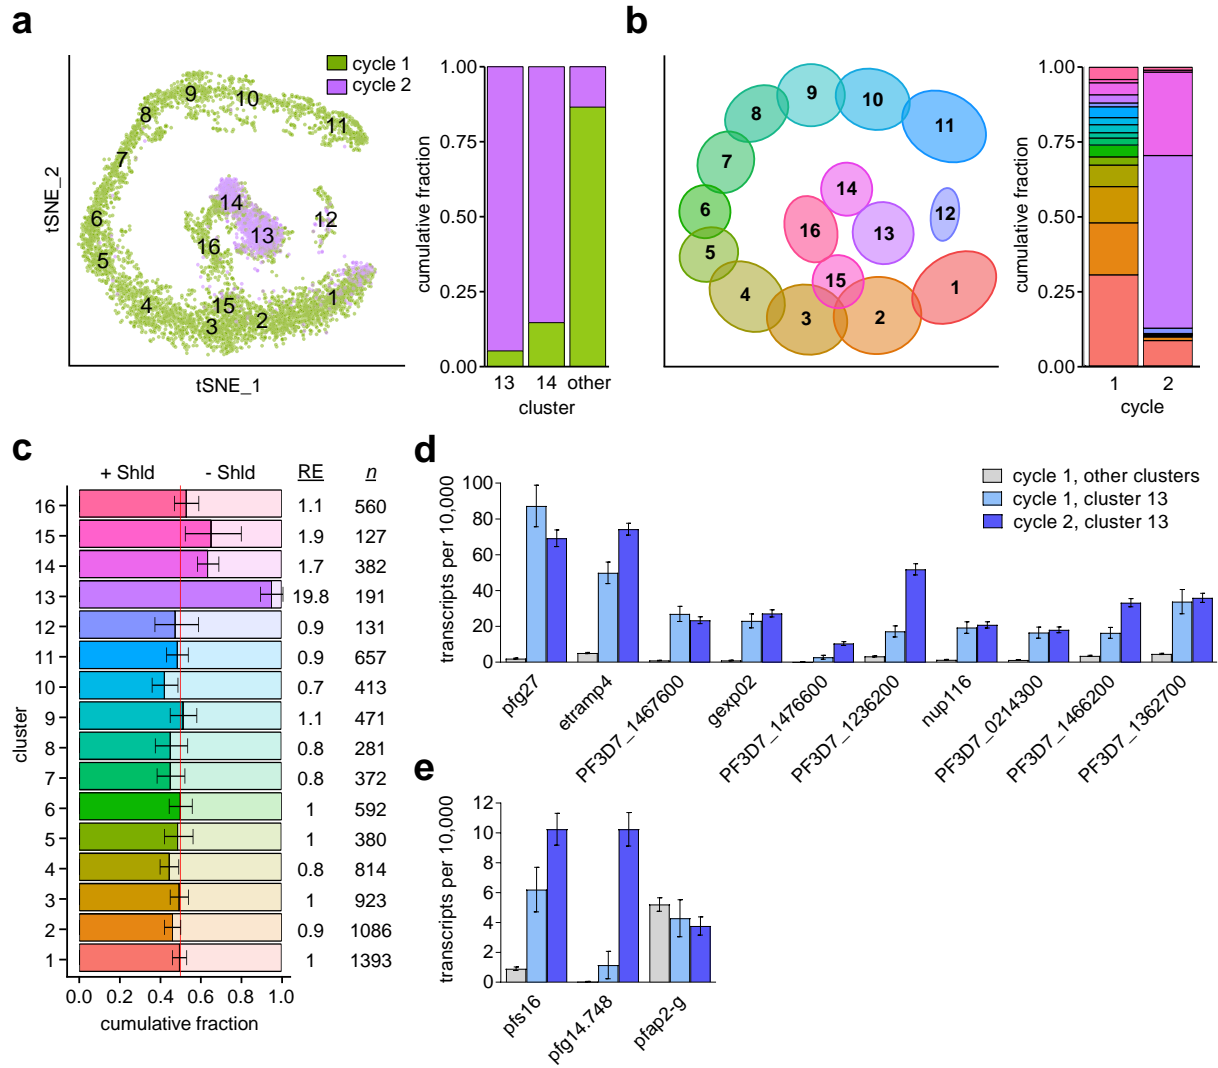 a
cycle 1
cycle 2
9
10
8
11
7
14
12
6
13
16
5
1
4
15
2
3
tSNE_2
tSNE_1
cumulative fraction
1.00
0.75
0.50
0.25
0.00
13 14 other
cluster
b
9
10
8
11
7
14
6
12
16
13
5
15
1
4
3
2
cumulative fraction
1.00
0.75
0.50
0.25
0.00
1 2
cycle
c
+ Shld - Shld RE n
16 1.1 560
15 1.9 127
14 1.7 382
13 19.8 191
12 0.9 131
11 0.9 657
10 0.7 413
9 1.1 471
8 0.8 281
7 0.8 372
6 1 592
5 1 380
4 0.8 814
3 1 923
2 0.9 1086
1 1 1393
cluster
0.0 0.2 0.4 0.6 0.8 1.0
cumulative fraction
d
cycle 1, other clusters
cycle 1, cluster 13
cycle 2, cluster 13
transcripts per 10,000
100
80
60
40
20
0
pfg27
etramp4
PF3D7_1467600
gexp02
PF3D7_1476600
PF3D7_1236200
nup116
PF3D7_0214300
PF3D7_1466200
PF3D7_1362700
e
transcripts per 10,000
12
10
8
6
4
2
0
pfs16
pfg14.748
pfap2-g